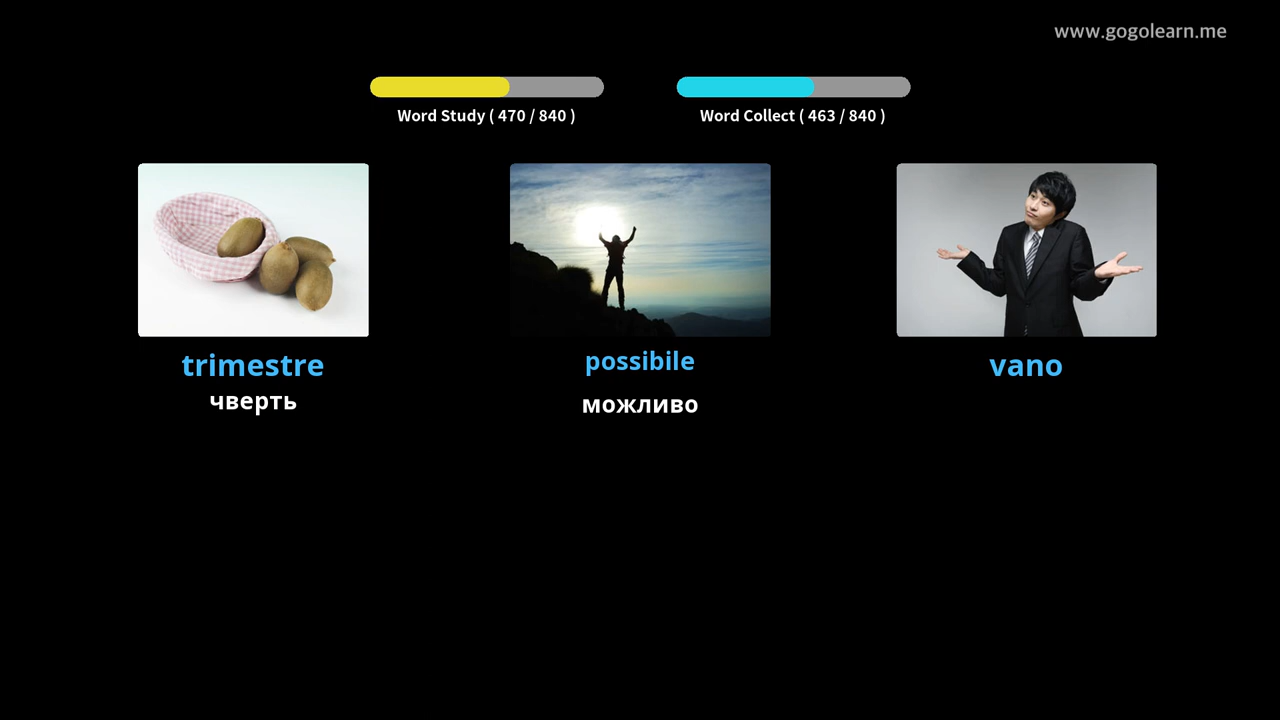 www.gogolearn.me
Word Study ( 470 / 840 )
Word Collect ( 463 / 840 )
trimestre
чверть
possibile
можливо
vano